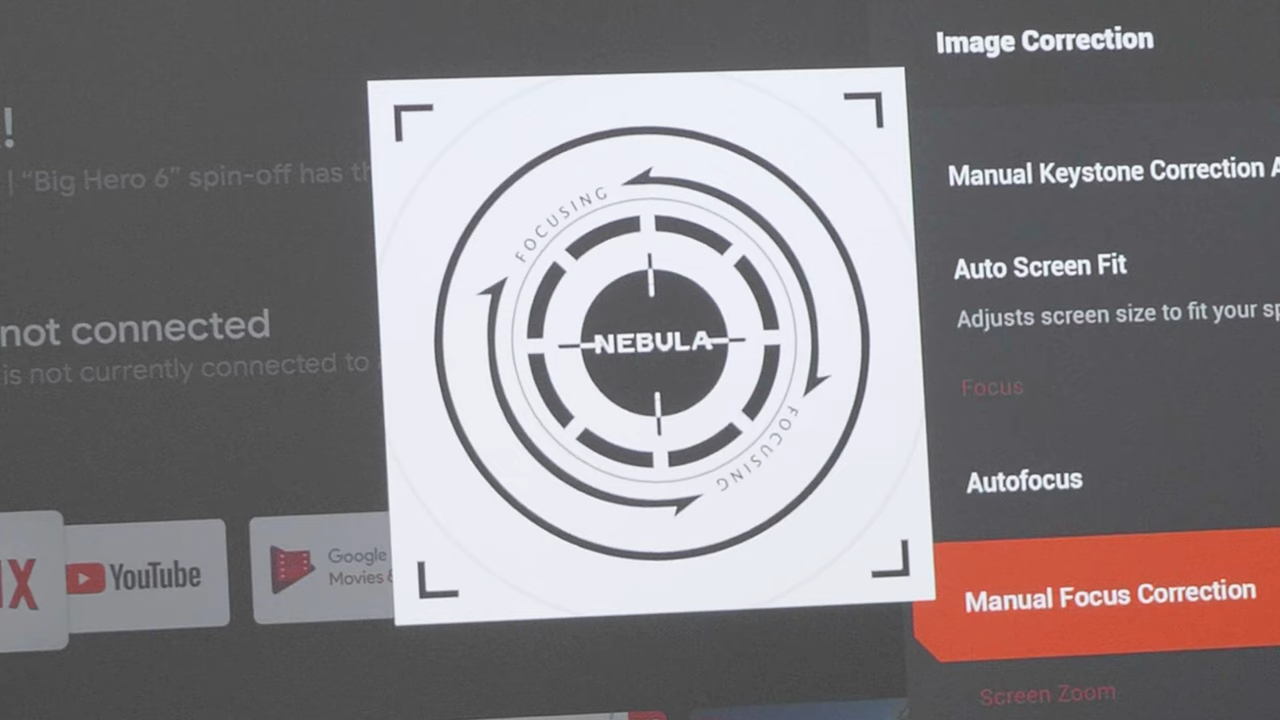 !
| “Big Hero 6” spin-off has th
not connected
is not currently connected to
IX
YouTube
Google
Movies &
FOCUSING
NEBULA
FOCUSING
Image Correction
Manual Keystone Correction A
Auto Screen Fit
Adjusts screen size to fit your sp
Focus
Autofocus
Manual Focus Correction
Screen Zoom